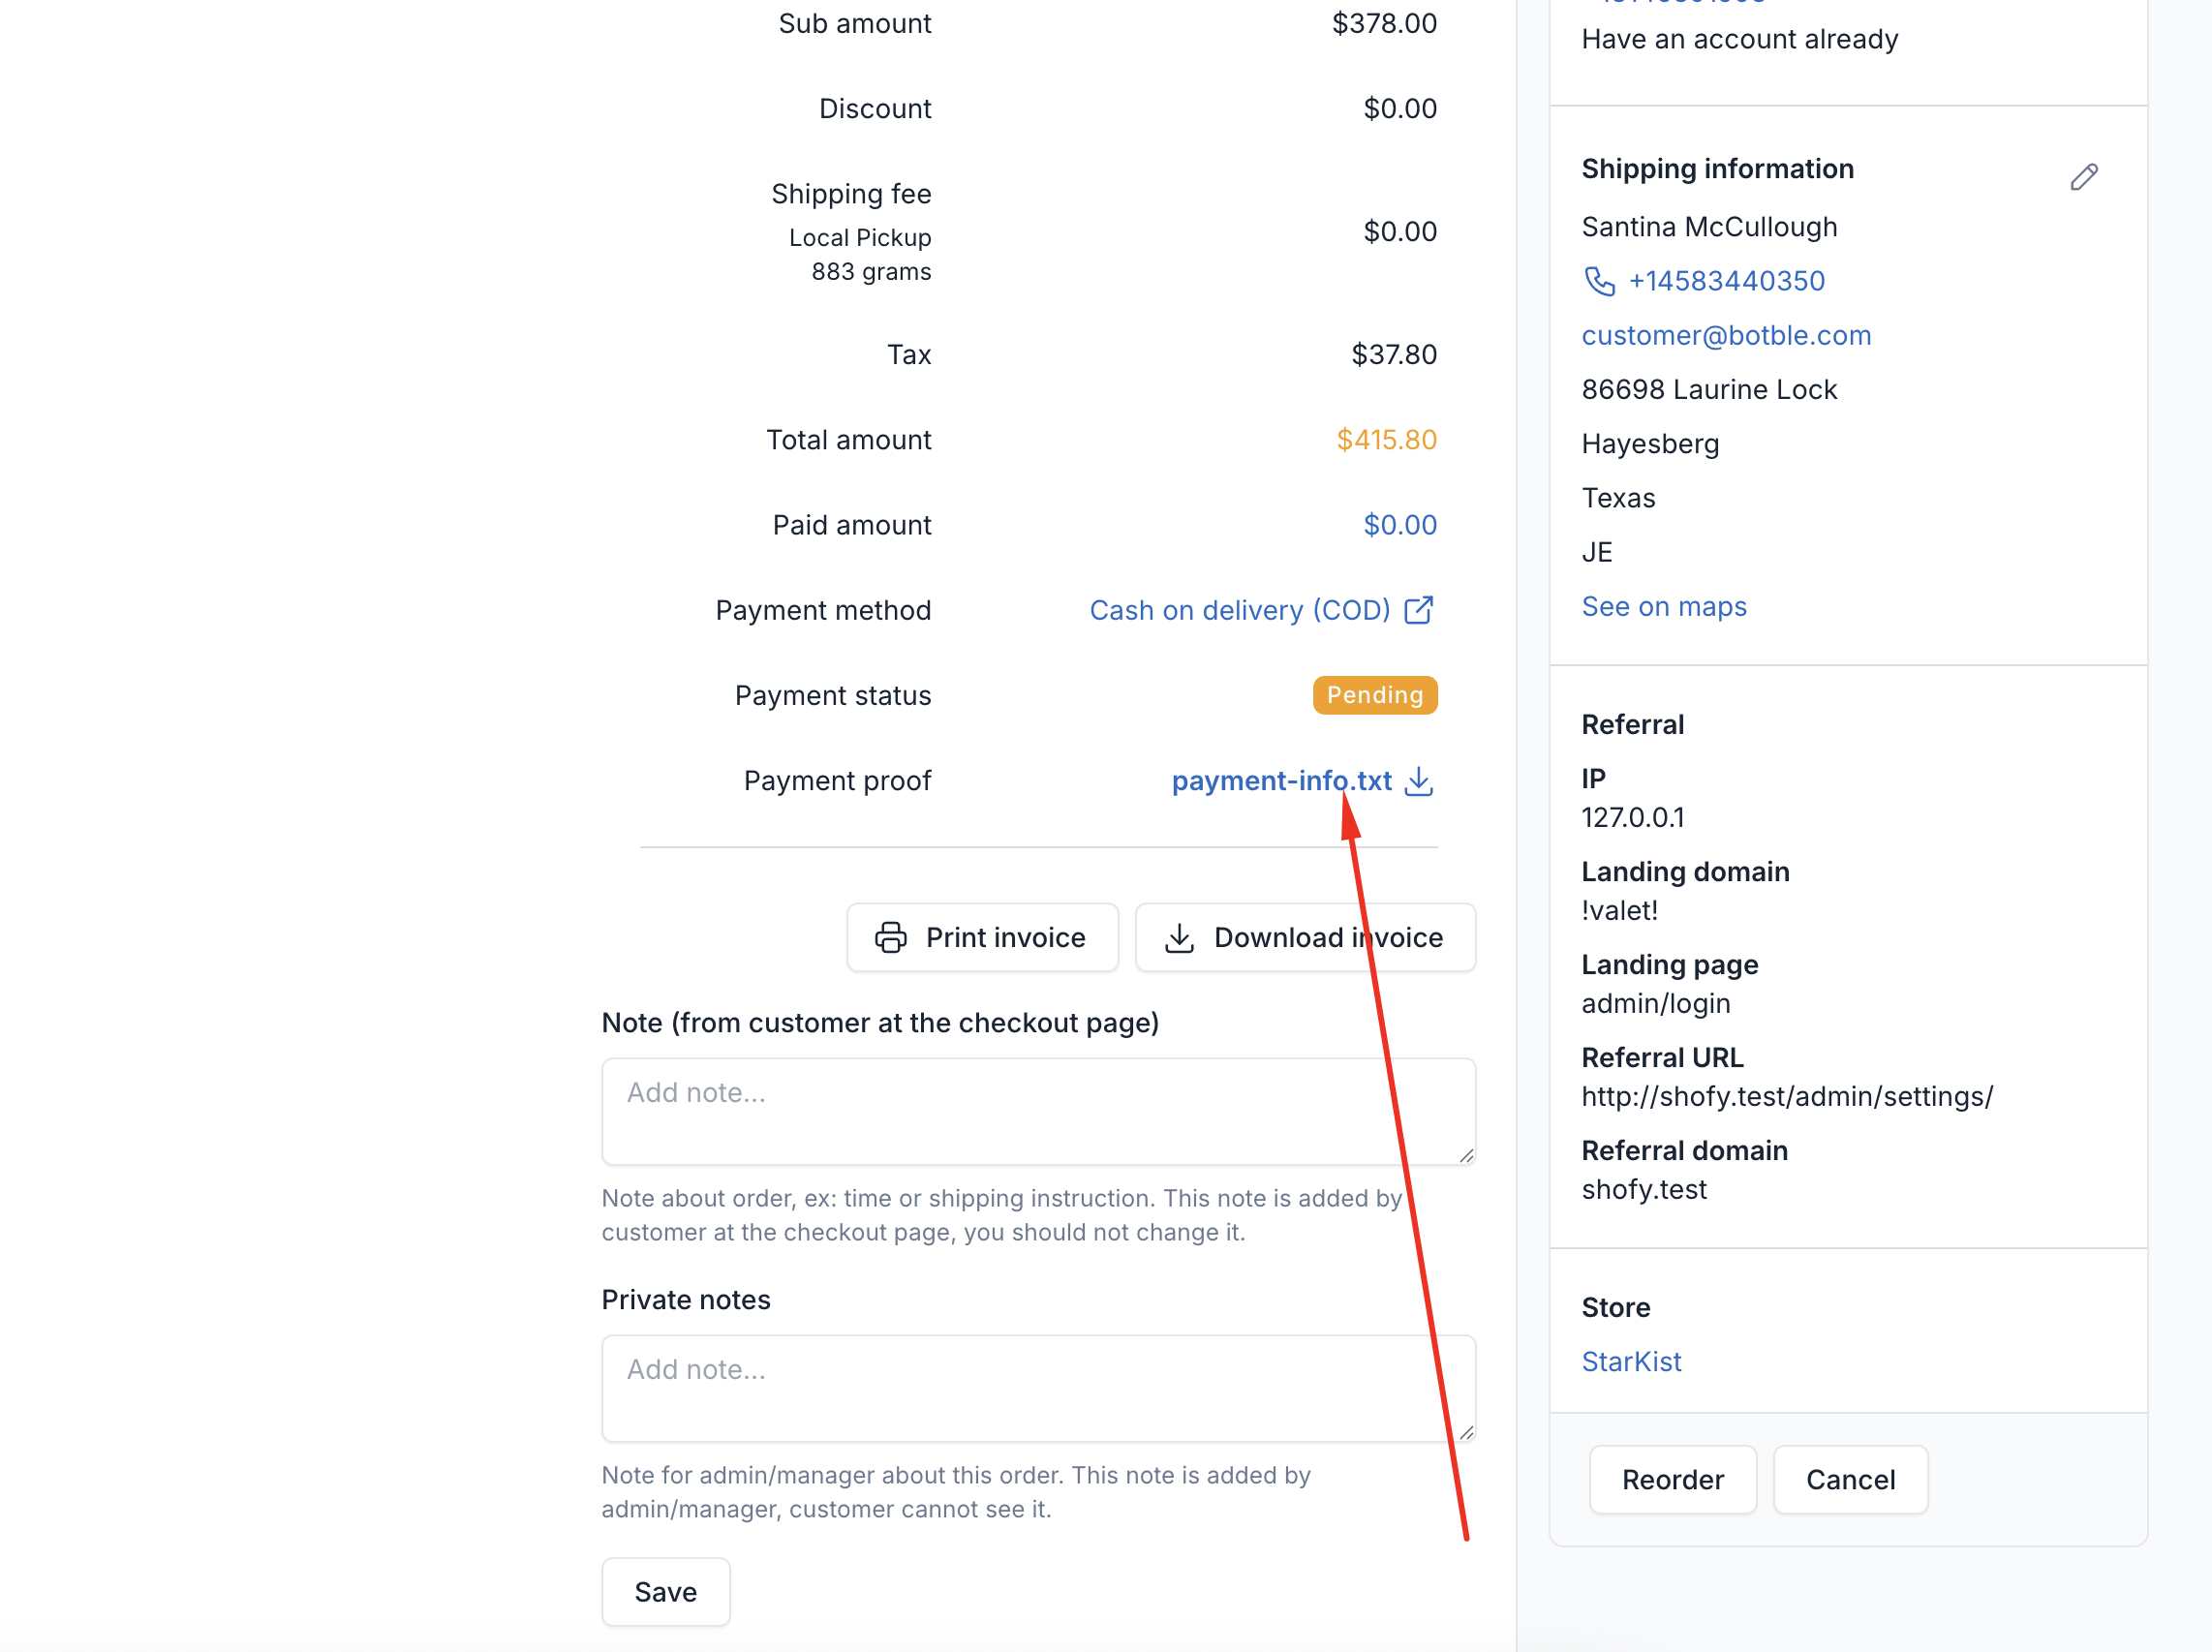 Sub amount $378.00
Discount $0.00
Shipping fee
Local Pickup
883 grams
$0.00
Tax $37.80
Total amount $415.80
Paid amount $0.00
Payment method Cash on delivery (COD)
Payment status Pending
Payment proof payment-info.txt
Print invoice Download invoice
Note (from customer at the checkout page)
Add note...
Note about order, ex: time or shipping instruction. This note is added by
customer at the checkout page, you should not change it.
Private notes
Add note...
Note for admin/manager about this order. This note is added by
admin/manager, customer cannot see it.
Save
Have an account already
Shipping information
Santina McCullough
+14583440350
customer@botble.com
86698 Laurine Lock
Hayesberg
Texas
JE
See on maps
Referral
IP
127.0.0.1
Landing domain
!valet!
Landing page
admin/login
Referral URL
http://shofy.test/admin/settings/
Referral domain
shofy.test
Store
StarKist
Reorder Cancel